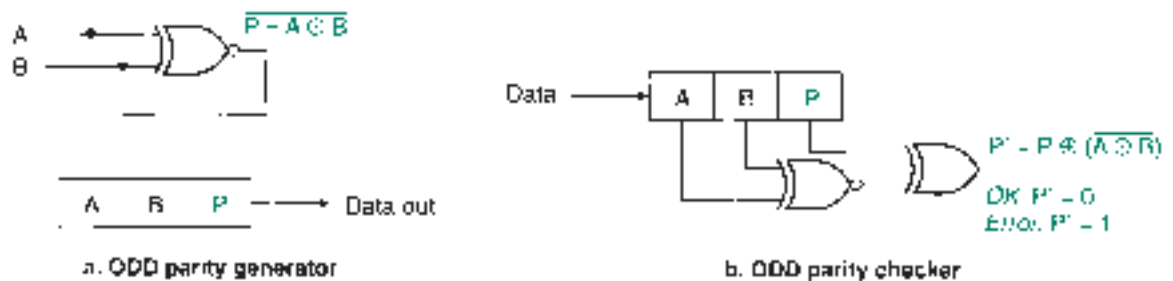 A
B
P = A ⊙ B
A B P
Data out
a. ODD parity generator
Data
A B P
P' = P ⊕ (A ⊙ B)
OK P' = 0
Error P' = 1
b. ODD parity checker